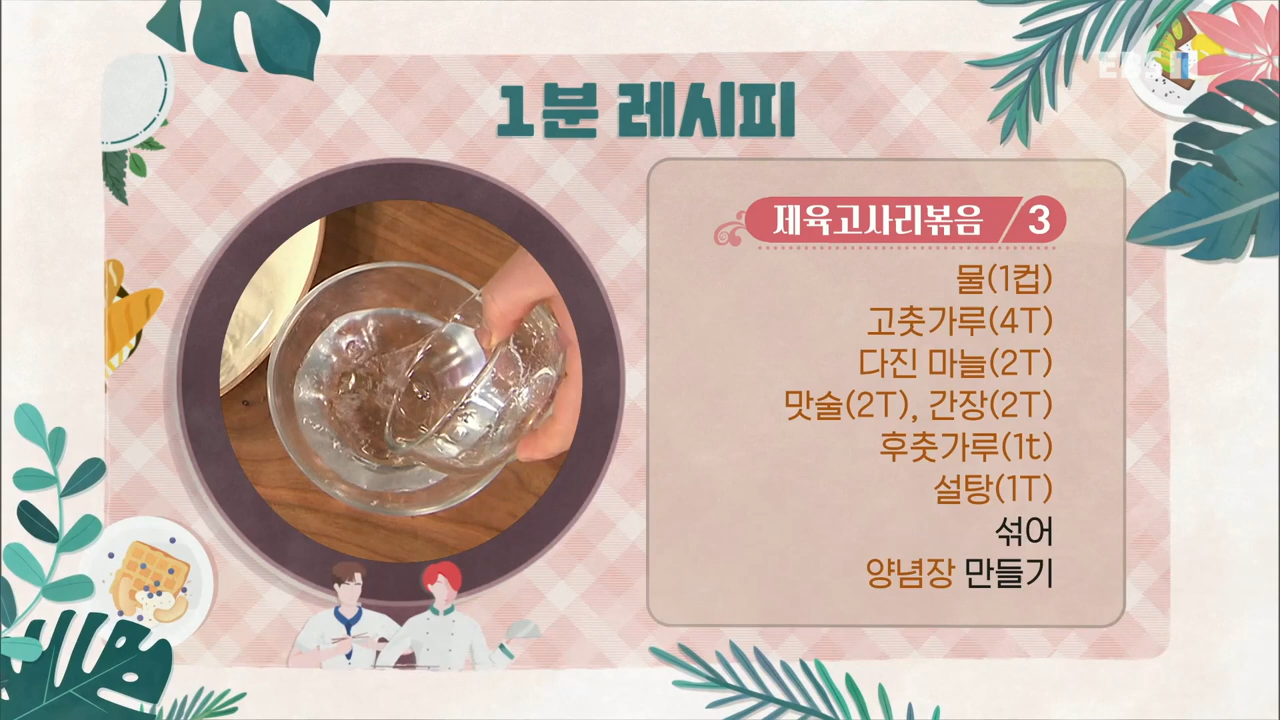 EBS
1분 레시피
제육고사리볶음 / 3
물(1컵)
고춧가루(4T)
다진 마늘(2T)
맛술(2T), 간장(2T)
후춧가루(1t)
설탕(1T)
섞어
양념장 만들기